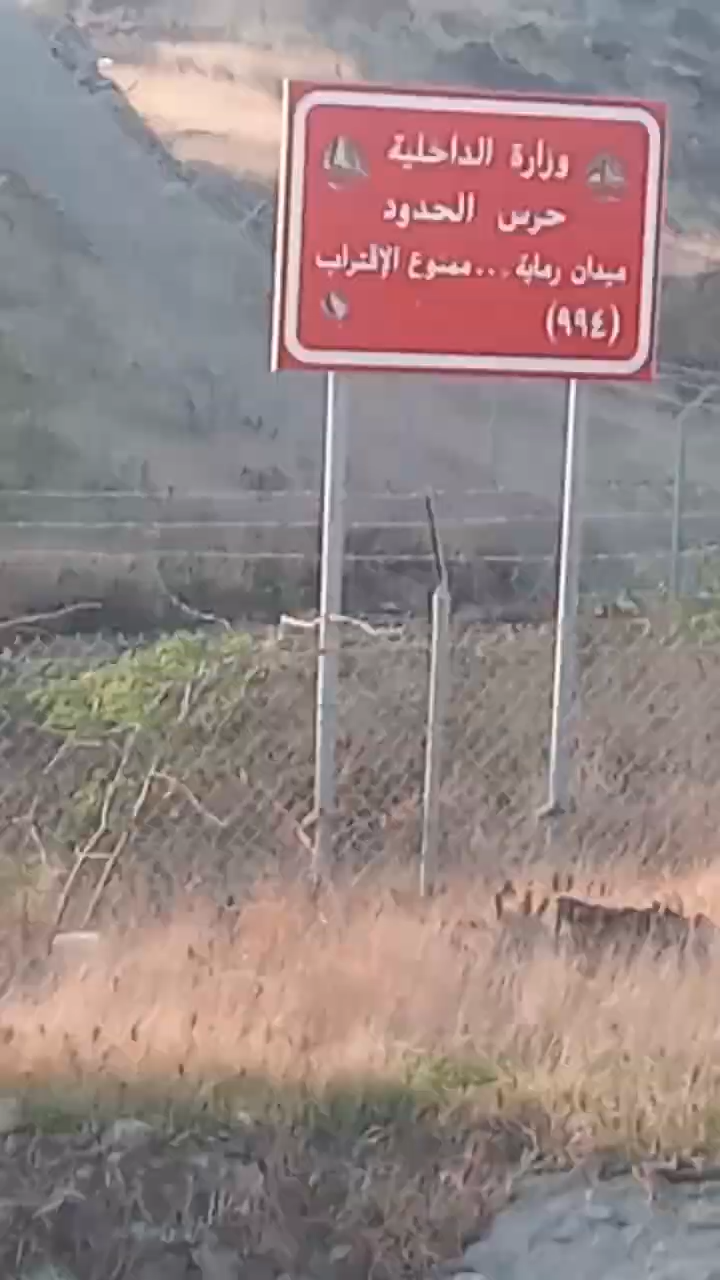 وزارة الداخلية
حرس الحدود
ميدان رماية ... ممنوع الإقتراب
(٩٩٤)